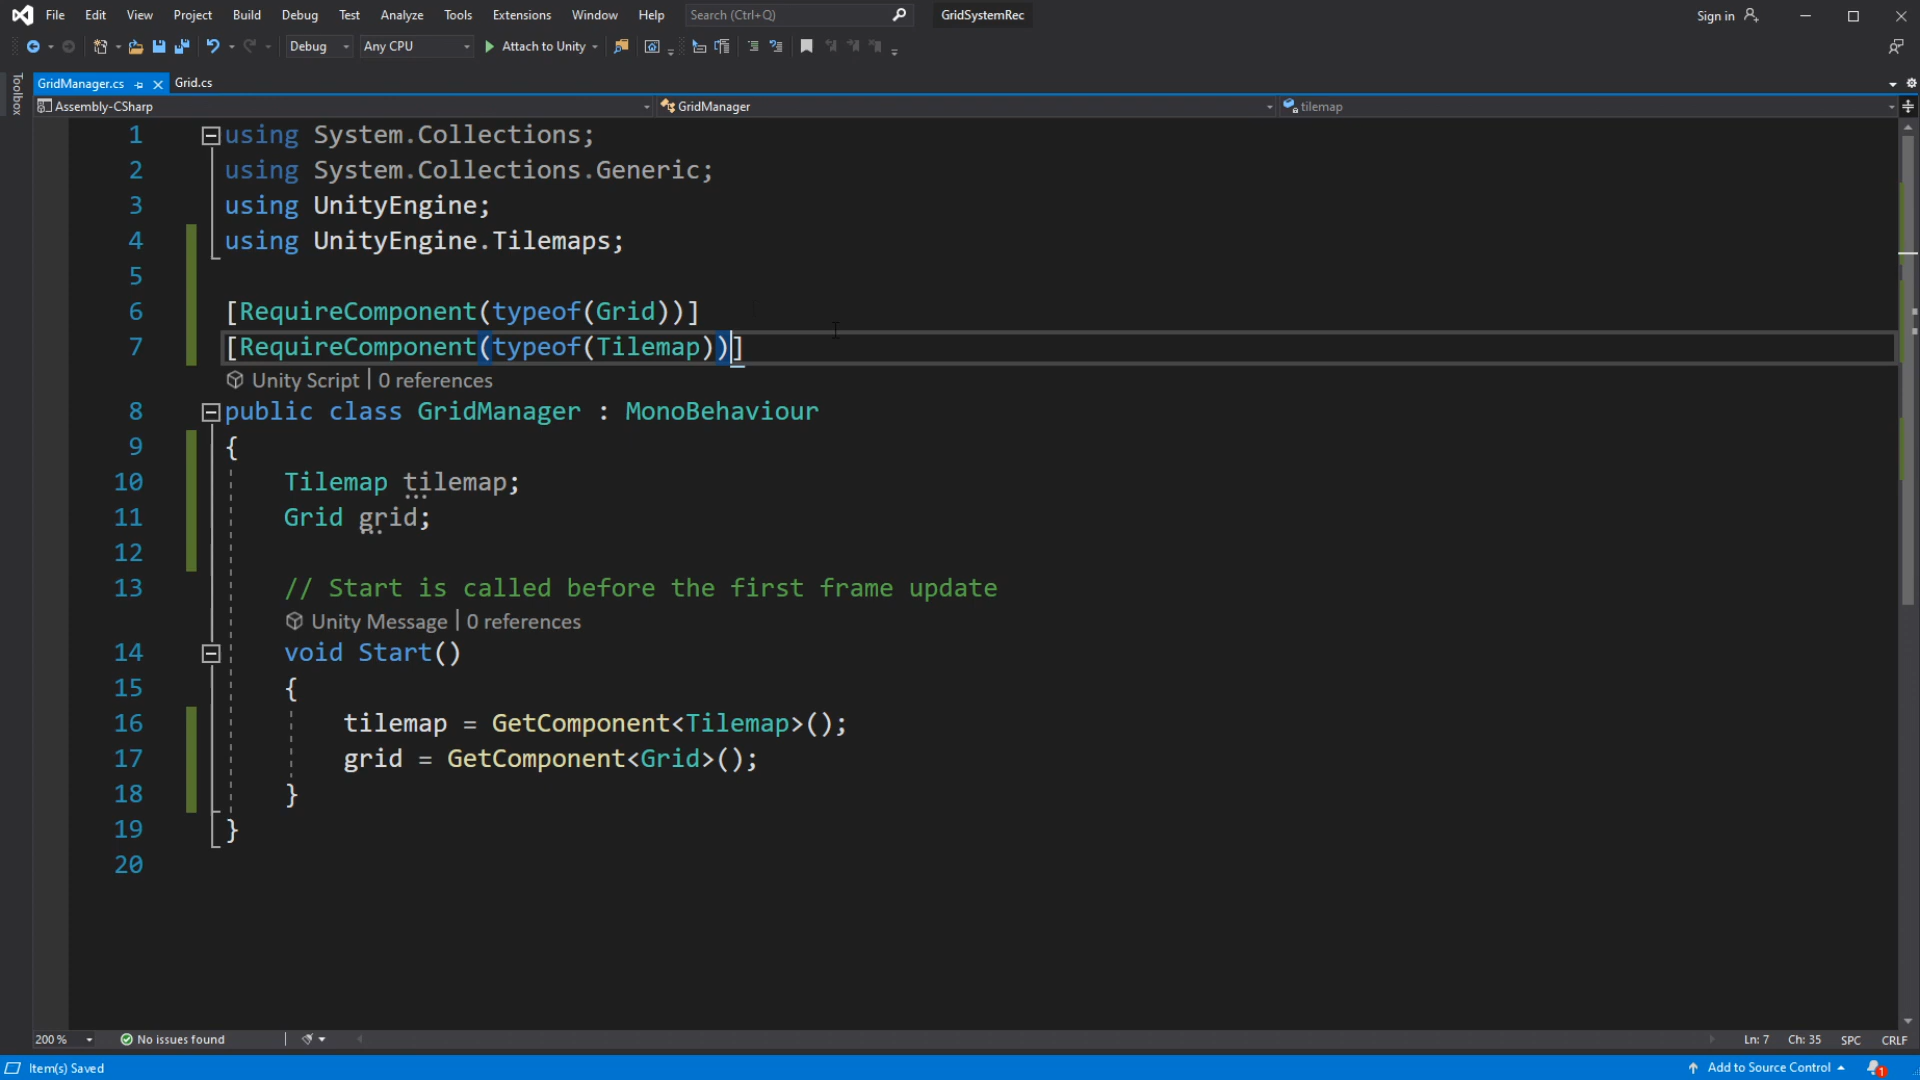 File Edit View Project Build Debug Test Analyze Tools Extensions Window Help Search (Ctrl+Q) GridSystemRec Sign in
Debug Any CPU Attach to Unity
Toolbox
GridManager.cs Grid.cs
Assembly-CSharp GridManager tilemap
1 using System.Collections;
2 using System.Collections.Generic;
3 using UnityEngine;
4 using UnityEngine.Tilemaps;
5
6 [RequireComponent(typeof(Grid))]
7 [RequireComponent(typeof(Tilemap))]
Unity Script | 0 references
8 public class GridManager : MonoBehaviour
9 {
10 Tilemap tilemap;
11 Grid grid;
12
13 // Start is called before the first frame update
Unity Message | 0 references
14 void Start()
15 {
16 tilemap = GetComponent<Tilemap>();
17 grid = GetComponent<Grid>();
18 }
19 }
20
200 % No issues found Ln: 7 Ch: 35 SPC CRLF
Item(s) Saved Add to Source Control 1